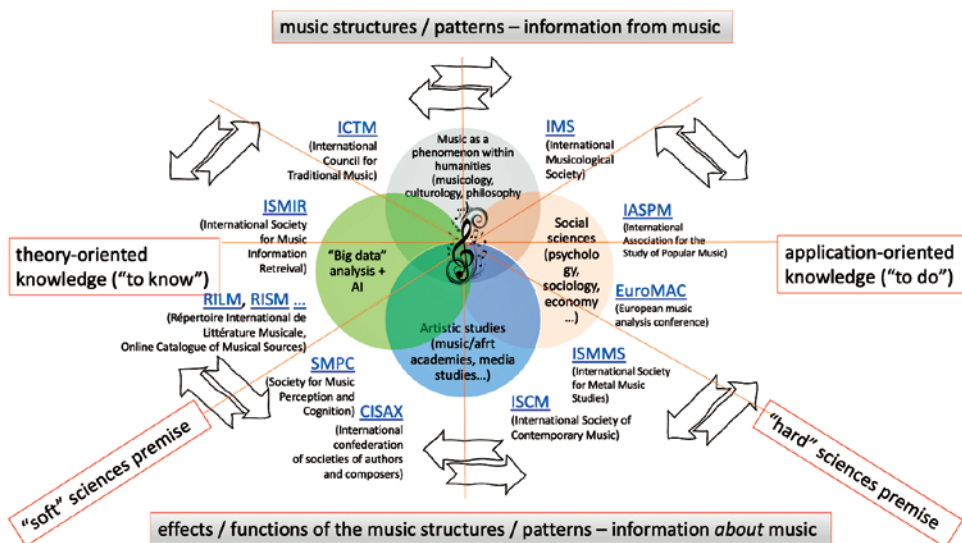 music structures / patterns – information from music
ICTM
(International
Council for
Traditional Music)
Music as a
phenomenon within
humanities
(musicology,
culturology, philosophy
IMS
(International
Musicological
Society)
ISMIR
(International Society
for Music
Information
Retreival)
"Big data"
analysis +
AI
Social
sciences
(psycholo
gy,
sociology,
economy
...)
IASPM
(International
Association for the
Study of Popular Music)
theory-oriented
knowledge ("to know")
application-oriented
knowledge ("to do")
RILM, RISM ...
(Répertoire International de
Littérature Musicale,
Online Catalogue of Musical Sources)
EuroMAC
(European music
analysis conference)
Artistic studies
(music/afrt
academies, media
studies...)
SMPC
(Society for Music
Perception and
Cognition)
ISMMS
(International Society
for Metal Music
Studies)
CISAX
(International
confederation
of societies of authors
and composers)
ISCM
(International Society of
Contemporary Music)
"soft" sciences premise
"hard" sciences premise
effects / functions of the music structures / patterns – information about music